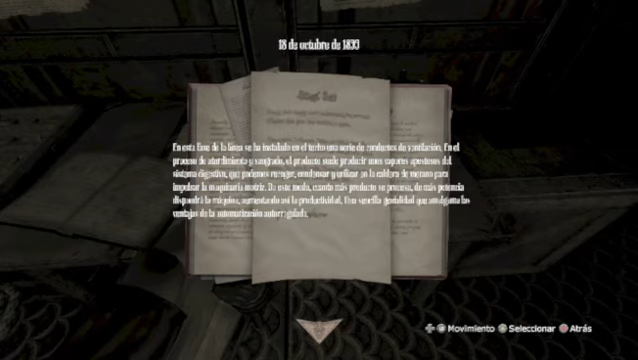 18 de octubre de 1899
En esta fase de la línea se ha instalado en el techo una serie de conductos de ventilación. En el
proceso de aturdimiento y sangrado, el producto suele producir unos vapores apestosos del
sistema digestivo, que podemos recoger, condensar y utilizar en la caldera de metano para
impulsar la maquinaria motriz. De este modo, cuanto más producto se procesa, de más potencia
dispondrá la máquina, aumentando así la productividad. Una sencilla genialidad que amalgama las
ventajas de la automatización autorregulada.
Movimiento Seleccionar Atrás